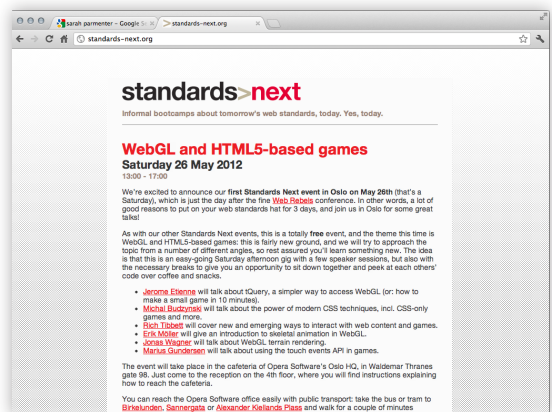 sarah parmenter - Google Se
standards-next.org
standards-next.org
standards>next
Informal bootcamps about tomorrow's web standards, today. Yes, today.
WebGL and HTML5-based games
Saturday 26 May 2012
13:00 - 17:00
We're excited to announce our first Standards Next event in Oslo on May 26th (that's a
Saturday), which is just the day after the fine Web Rebels conference. In other words, a lot of
good reasons to put on your web standards hat for 3 days, and join us in Oslo for some great
talks!
As with our other Standards Next events, this is a totally free event, and the theme this time is
WebGL and HTML5-based games: this is fairly new ground, and we will try to approach the
topic from a number of different angles, so rest assured you'll learn something new. The idea
is that this is an easy-going Saturday afternoon gig with a few speaker sessions, but also with
the necessary breaks to give you an opportunity to sit down together and peek at each others'
code over coffee and snacks.
• Jerome Etienne will talk about tQuery, a simpler way to access WebGL (or: how to
make a small game in 10 minutes).
• Michal Budzynski will talk about the power of modern CSS techniques, incl. CSS-only
games and more.
• Rich Tibbett will cover new and emerging ways to interact with web content and games.
• Erik Möller will give an introduction to skeletal animation in WebGL.
• Jonas Wagner will talk about WebGL terrain rendering.
• Marius Gundersen will talk about using the touch events API in games.
The event will take place in the cafeteria of Opera Software's Oslo HQ, in Waldemar Thranes
gate 98. Just come to the reception on the 4th floor, where you will find instructions explaining
how to reach the cafeteria.
You can reach the Opera Software office easily with public transport: take the bus or tram to
Birkelunden, Sannergata or Alexander Kiellands Plass and walk for a couple of minutes